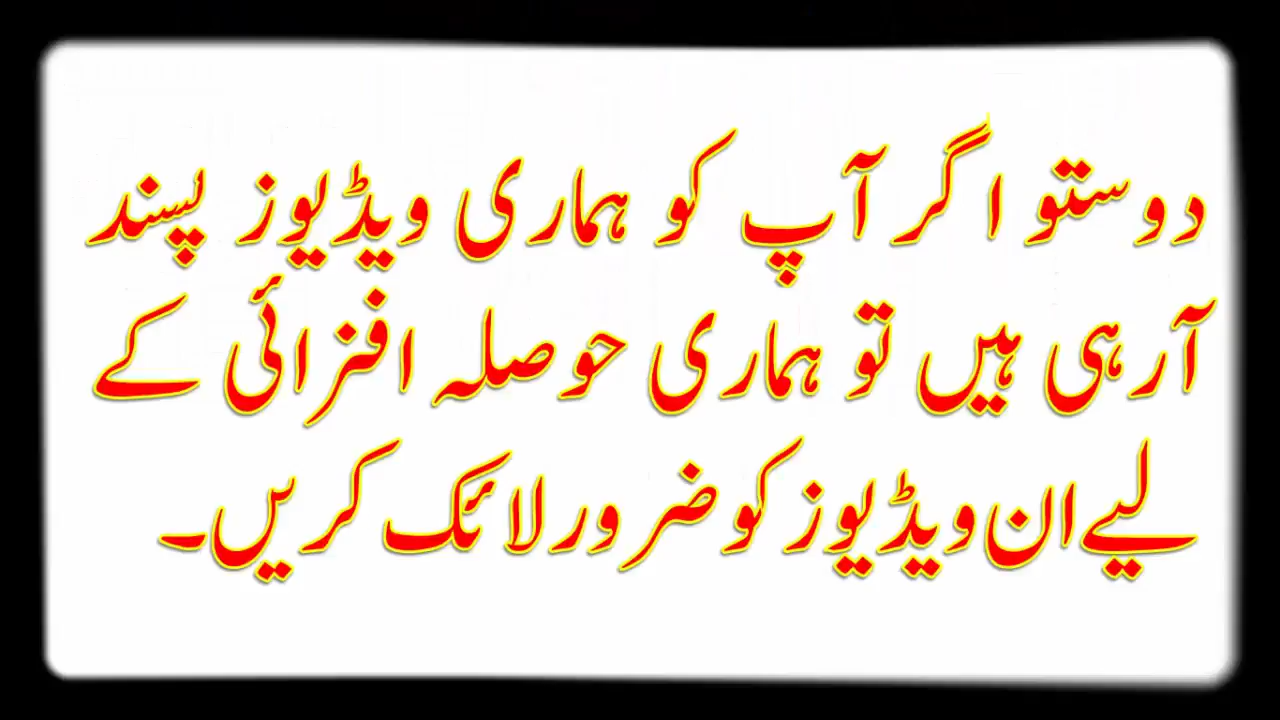 دوستو اگر آپ کو ہماری ویڈیوز پسند
آرہی ہیں تو ہماری حوصلہ افزائی کے
لیے ان ویڈیوز کو ضرور لائک کریں۔